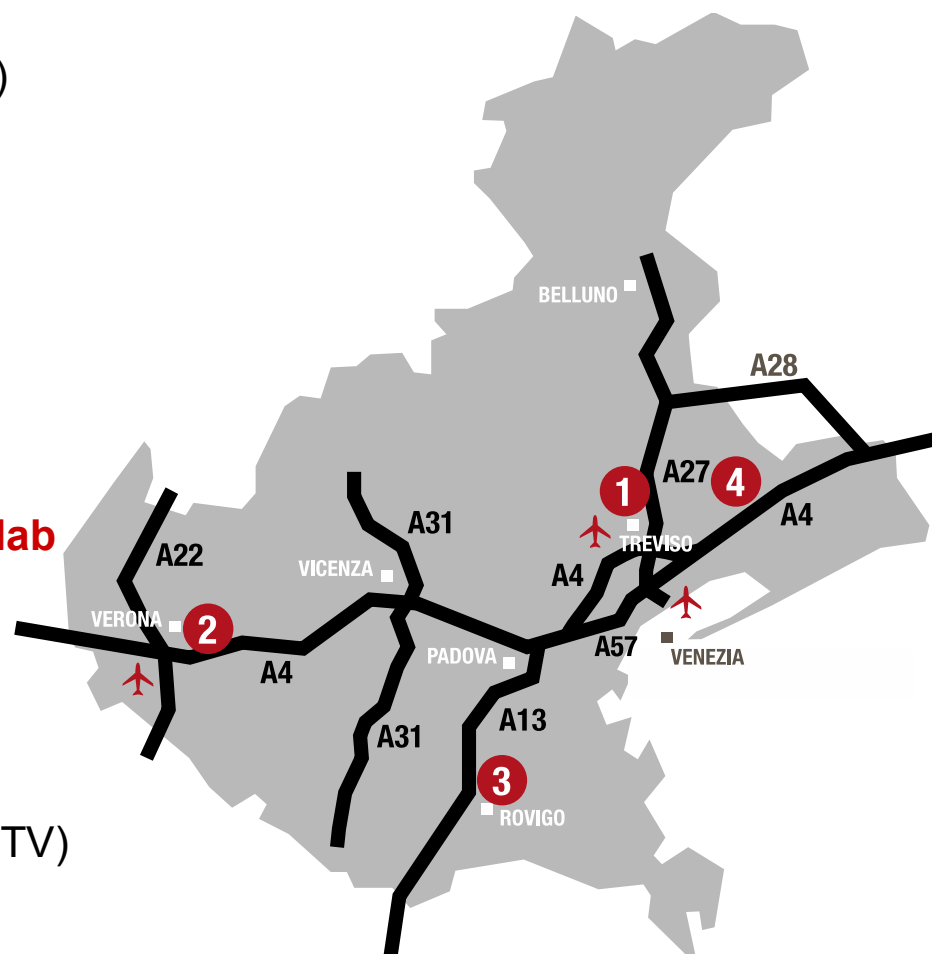 )
BELLUNO
A28
1
A27
4
lab
A31
A4
A22
TREVISO
VICENZA
A4
VERONA
2
A57
PADOVA
VENEZIA
A4
A13
A31
3
ROVIGO
TV)